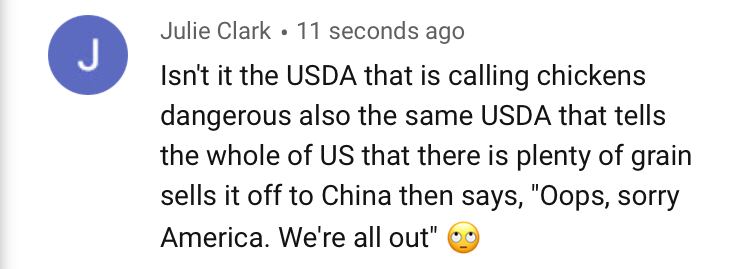 J
Julie Clark • 11 seconds ago
Isn't it the USDA that is calling chickens
dangerous also the same USDA that tells
the whole of US that there is plenty of grain
sells it off to China then says, "Oops, sorry
America. We're all out" 🙄